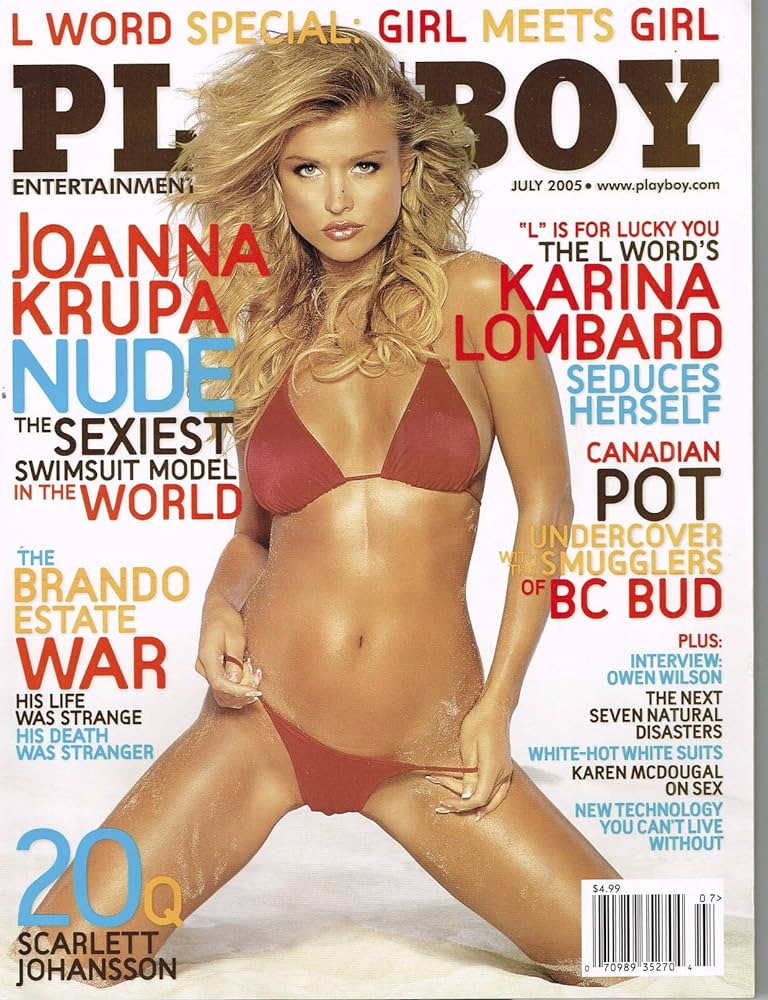 L WORD SPECIAL: GIRL MEETS GIRL
PLAYBOY
ENTERTAINMENT
JULY 2005 • www.playboy.com
JOANNA
KRUPA
NUDE
THE SEXIEST
SWIMSUIT MODEL
IN THE WORLD
THE
BRANDO
ESTATE
WAR
HIS LIFE
WAS STRANGE
HIS DEATH
WAS STRANGER
20Q
SCARLETT
JOHANSSON
"L" IS FOR LUCKY YOU
THE L WORD'S
KARINA
LOMBARD
SEDUCES
HERSELF
CANADIAN
POT
UNDERCOVER
WITH THE SMUGGLERS
OF BC BUD
PLUS:
INTERVIEW:
OWEN WILSON
THE NEXT
SEVEN NATURAL
DISASTERS
WHITE-HOT WHITE SUITS
KAREN MCDOUGAL
ON SEX
NEW TECHNOLOGY
YOU CAN'T LIVE
WITHOUT
$4.99
07>
0 70989 35270 4